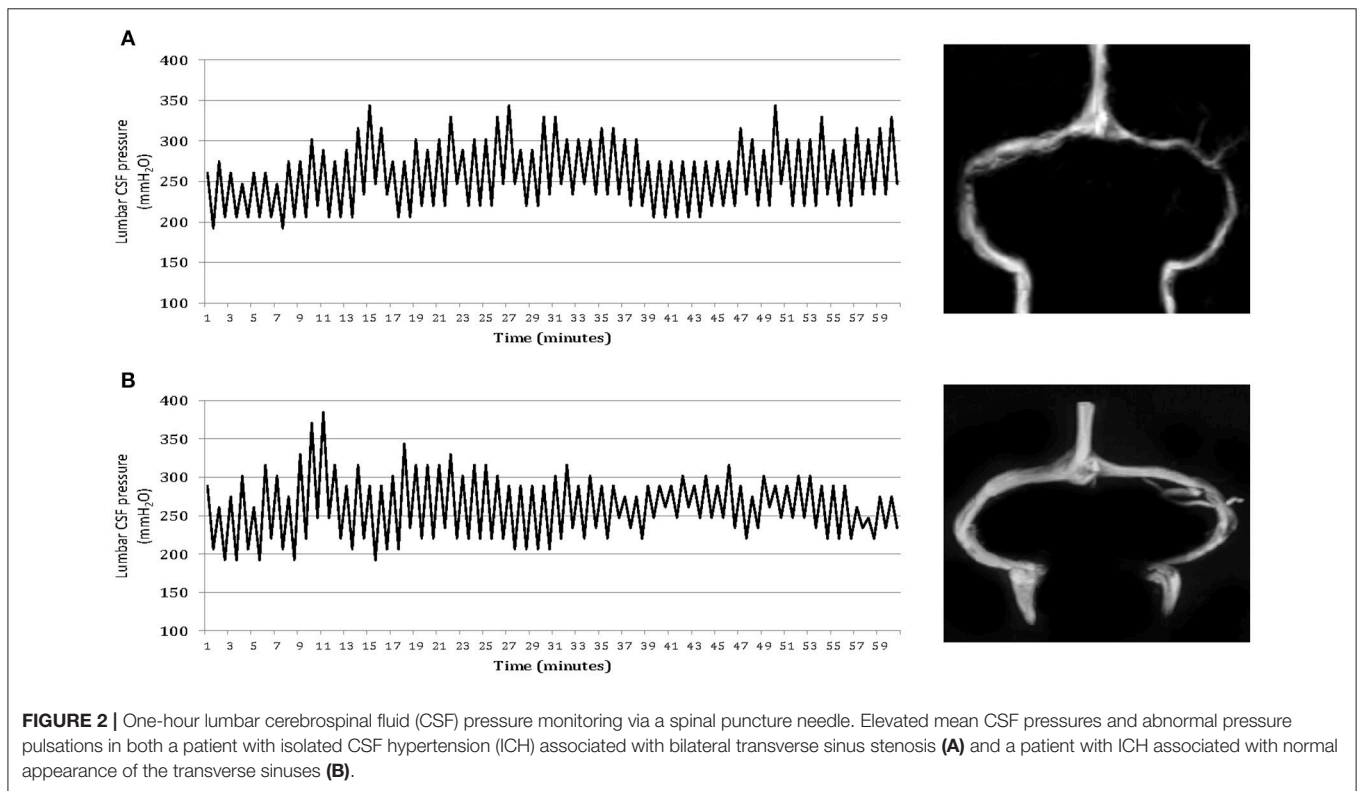 A
400
350
300
250
200
150
100
Lumbar CSF pressure
(mmH₂O)
1 3 5 7 9 11 13 15 17 19 21 23 25 27 29 31 33 35 37 39 41 43 45 47 49 51 53 55 57 59
Time (minutes)
B
400
350
300
250
200
150
100
Lumbar CSF pressure
(mmH₂O)
1 3 5 7 9 11 13 15 17 19 21 23 25 27 29 31 33 35 37 39 41 43 45 47 49 51 53 55 57 59
Time (minutes)
FIGURE 2 | One-hour lumbar cerebrospinal fluid (CSF) pressure monitoring via a spinal puncture needle. Elevated mean CSF pressures and abnormal pressure
pulsations in both a patient with isolated CSF hypertension (ICH) associated with bilateral transverse sinus stenosis (A) and a patient with ICH associated with normal
appearance of the transverse sinuses (B).